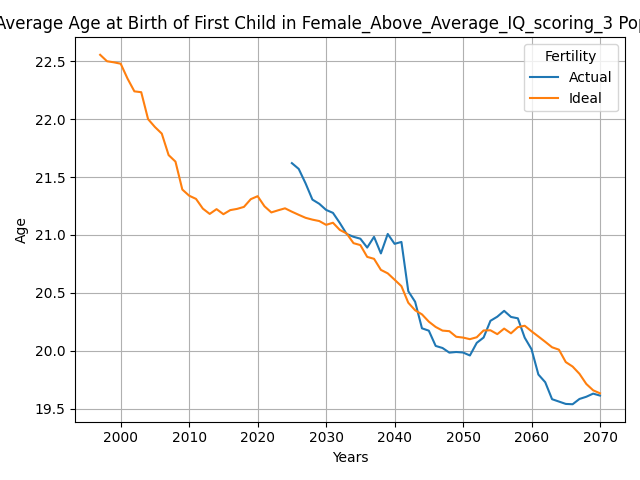 Average Age at Birth of First Child in Female_Above_Average_IQ_scoring_3 Pop
Fertility
Actual
Ideal
22.5
22.0
21.5
21.0
20.5
20.0
19.5
Age
2000 2010 2020 2030 2040 2050 2060 2070
Years